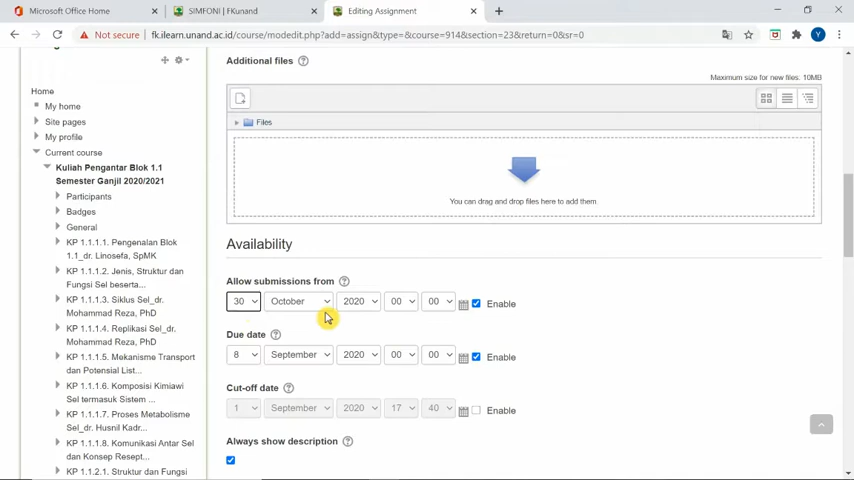 Microsoft Office Home
SIMFONI | FKunand
Editing Assignment
Not secure | fk.ilearn.unand.ac.id/course/modedit.php?add=assign&type=&course=914&section=23&return=0&sr=0
Y
Additional files
Maximum size for new files: 10MB
Files
You can drag and drop files here to add them.
Home
My home
Site pages
My profile
Current course
Kuliah Pengantar Blok 1.1
Semester Ganjil 2020/2021
Participants
Badges
General
KP 1.1.1.1. Pengenalan Blok
1.1_dr. Linosefa, SpMK
KP 1.1.1.2. Jenis, Struktur dan
Fungsi Sel beserta...
KP 1.1.1.3. Siklus Sel_dr.
Mohammad Reza, PhD
KP 1.1.1.4. Replikasi Sel_dr.
Mohammad Reza, PhD
KP 1.1.1.5. Mekanisme Transport
dan Potensial List...
KP 1.1.1.6. Komposisi Kimiawi
Sel termasuk Sistem ...
KP 1.1.1.7. Proses Metabolisme
Sel_dr. Husnil Kadr...
KP 1.1.1.8. Komunikasi Antar Sel
dan Konsep Resept...
KP 1.1.2.1. Struktur dan Fungsi
Availability
Allow submissions from
30 October 2020 00 00 Enable
Due date
8 September 2020 00 00 Enable
Cut-off date
1 September 2020 17 40 Enable
Always show description